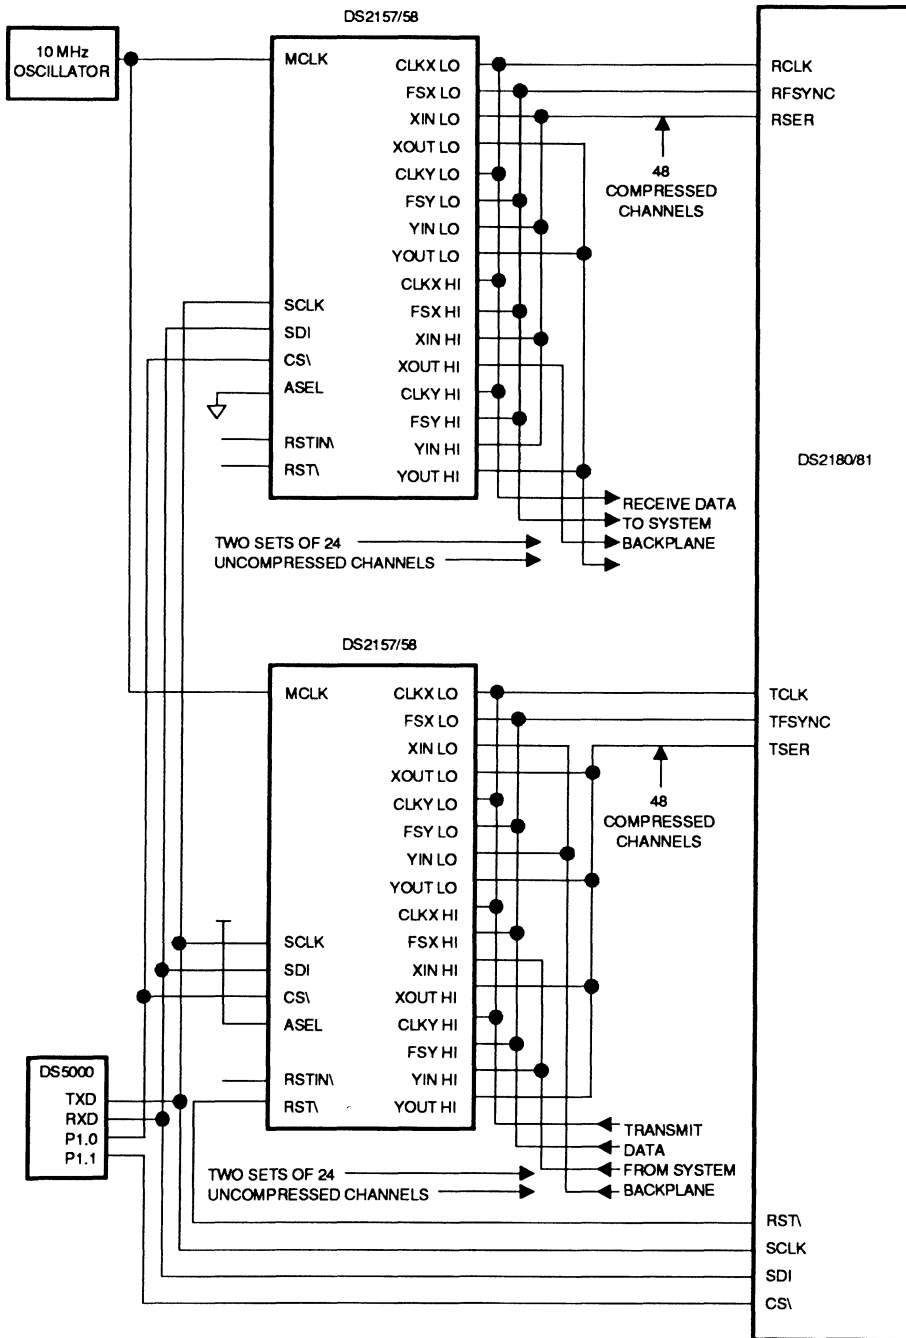 DS2157/58
10 MHz
OSCILLATOR
MCLK
CLKX LO
FSX LO
XIN LO
XOUT LO
CLKY LO
FSY LO
YIN LO
YOUT LO
CLKX HI
FSX HI
XIN HI
XOUT HI
CLKY HI
FSY HI
YIN HI
YOUT HI
SCLK
SDI
CS\
ASEL
RSTIN\
RST\
RCLK
RFSYNC
RSER
48
COMPRESSED
CHANNELS
DS2180/81
RECEIVE DATA
TO SYSTEM
BACKPLANE
TWO SETS OF 24
UNCOMPRESSED CHANNELS
DS2157/58
MCLK
CLKX LO
FSX LO
XIN LO
XOUT LO
CLKY LO
FSY LO
YIN LO
YOUT LO
CLKX HI
FSX HI
XIN HI
XOUT HI
CLKY HI
FSY HI
YIN HI
YOUT HI
SCLK
SDI
CS\
ASEL
RSTIN\
RST\
TCLK
TFSYNC
TSER
48
COMPRESSED
CHANNELS
DS5000
TXD
RXD
P1.0
P1.1
TRANSMIT
DATA
FROM SYSTEM
BACKPLANE
TWO SETS OF 24
UNCOMPRESSED CHANNELS
RST\
SCLK
SDI
CS\